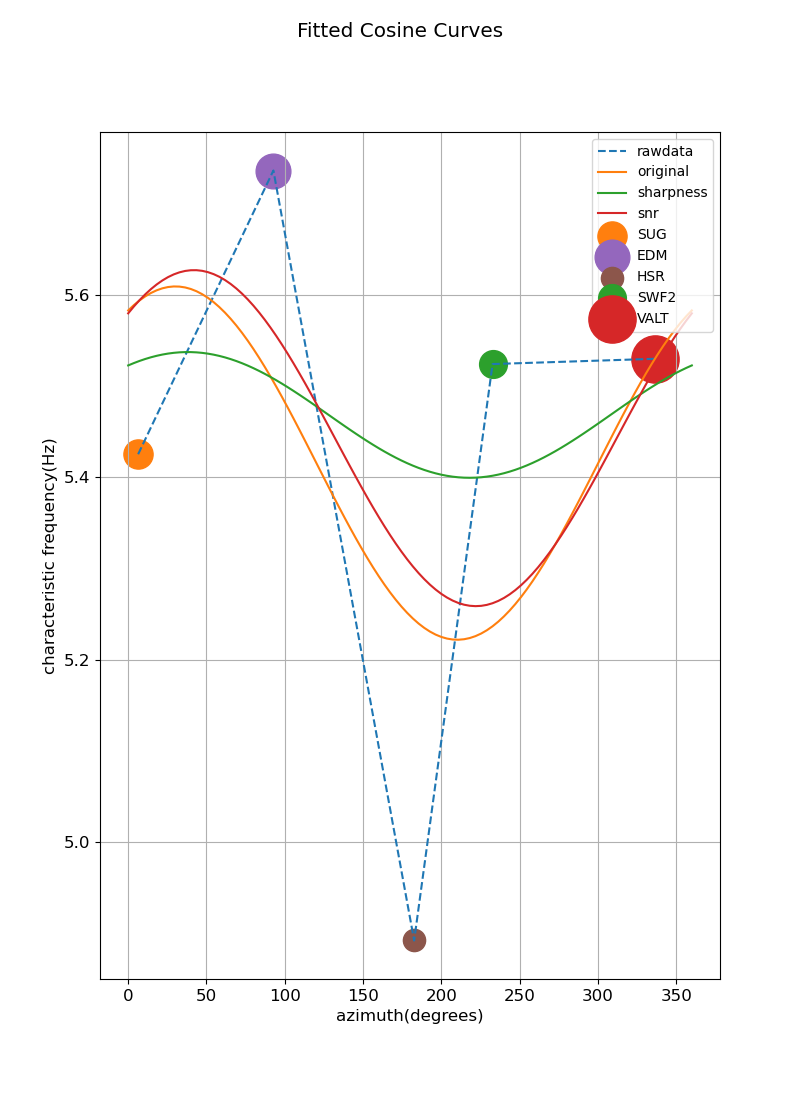 Fitted Cosine Curves
rawdata
original
sharpness
snr
SUG
EDM
HSR
SWF2
VALT
5.6
5.4
5.2
5.0
characteristic frequency(Hz)
0 50 100 150 200 250 300 350
azimuth(degrees)